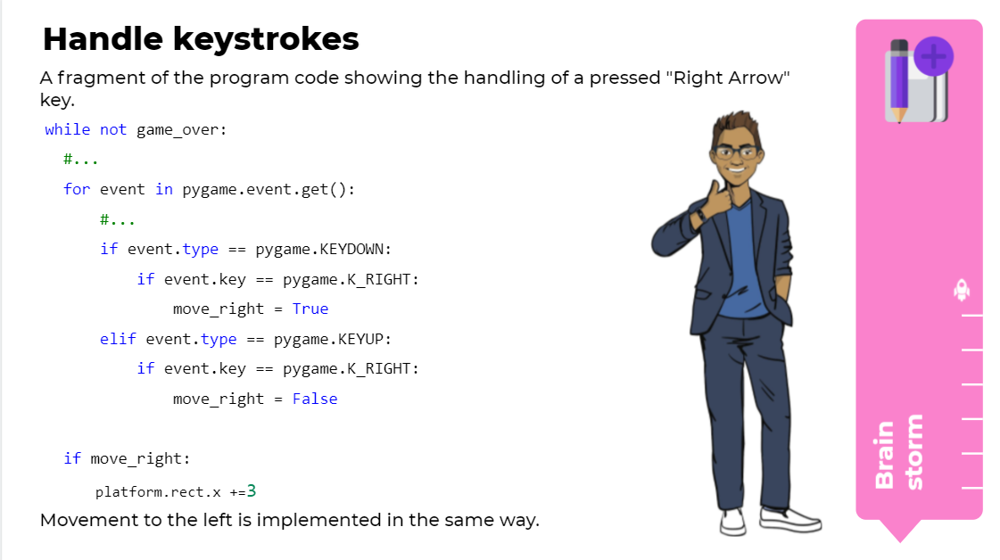 Handle keystrokes
A fragment of the program code showing the handling of a pressed "Right Arrow"
key.
while not game_over:
#...
for event in pygame.event.get():
#...
if event.type == pygame.KEYDOWN:
if event.key == pygame.K_RIGHT:
move_right = True
elif event.type == pygame.KEYUP:
if event.key == pygame.K_RIGHT:
move_right = False
if move_right:
platform.rect.x +=3
Movement to the left is implemented in the same way.
Brain
storm